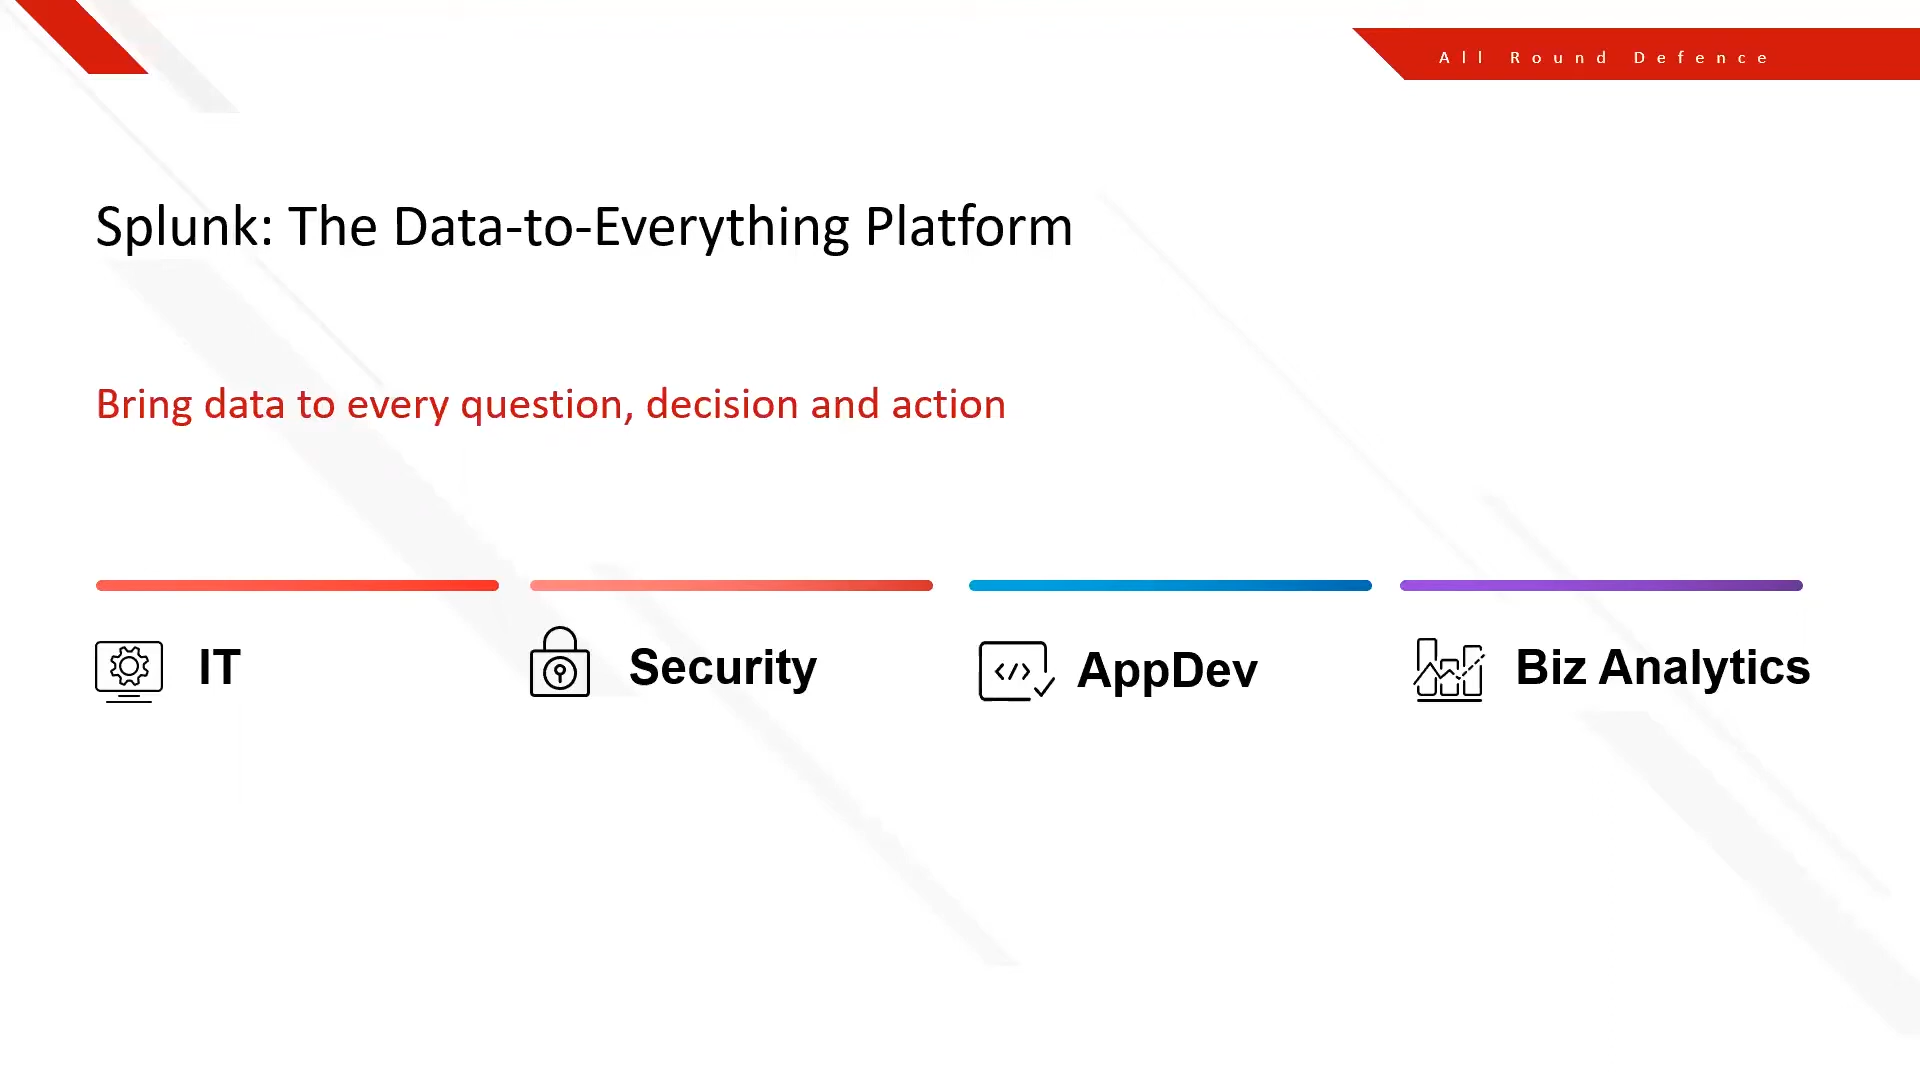 All Round Defence
Splunk: The Data-to-Everything Platform
Bring data to every question, decision and action
IT
Security
</> AppDev
Biz Analytics